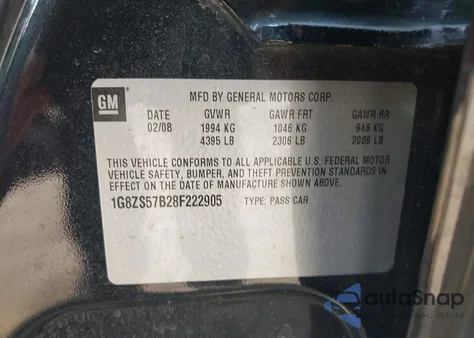 GM
MFD BY GENERAL MOTORS CORP.
DATE GVWR GAWR FRT GAWR RR
02/08 1994 KG 1046 KG 948 KG
4395 LB 2306 LB 2089 LB
THIS VEHICLE CONFORMS TO ALL APPLICABLE U.S. FEDERAL MOTOR
VEHICLE SAFETY, BUMPER, AND THEFT PREVENTION STANDARDS IN
EFFECT ON THE DATE OF MANUFACTURE SHOWN ABOVE.
1G8ZS57B28F222905 TYPE: PASS CAR
autoSnap